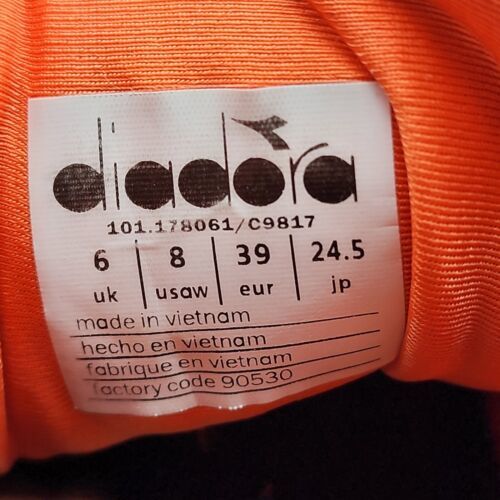 diadora
101.178061/C9817
6 8 39 24.5
uk usaw eur jp
made in vietnam
hecho en vietnam
fabrique en vietnam
factory code 90530